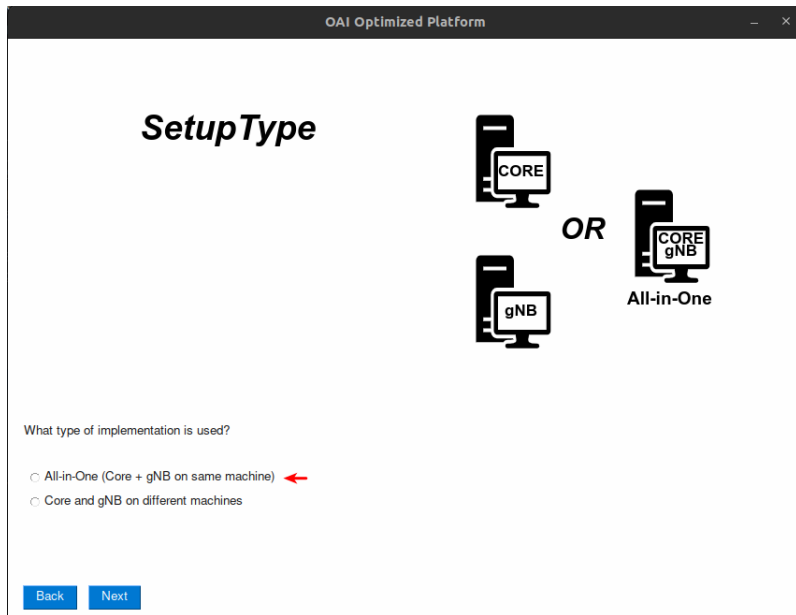 OAI Optimized Platform
SetupType
CORE
OR
CORE
gNB
All-in-One
gNB
What type of implementation is used?
All-in-One (Core + gNB on same machine)
Core and gNB on different machines
Back
Next